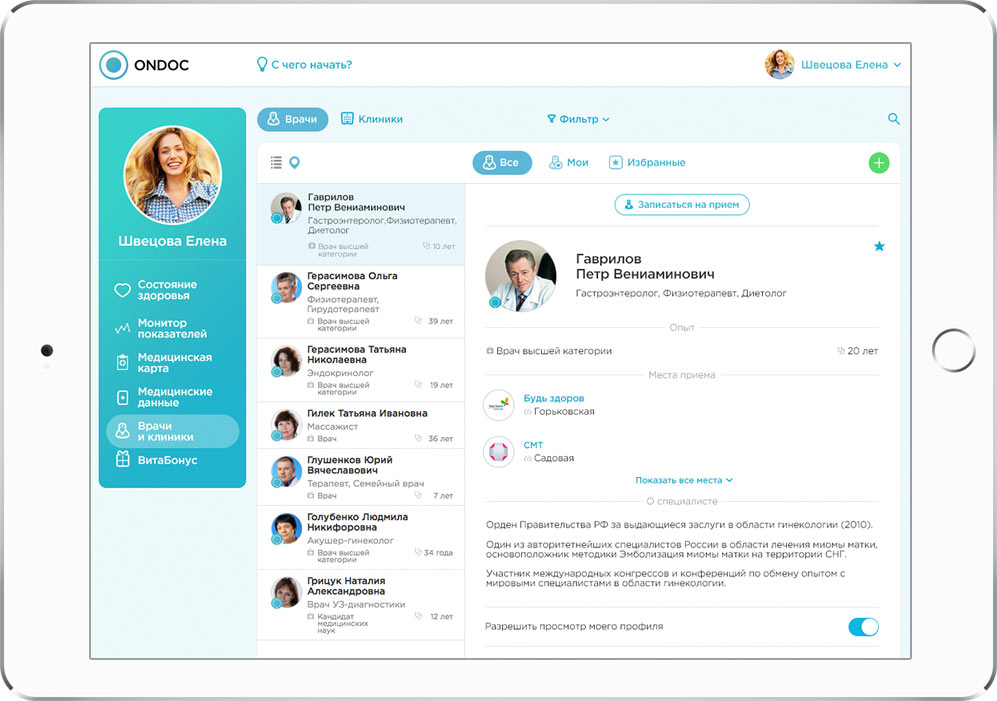 ONDOC
С чего начать?
Швецова Елена
Швецова Елена
Состояние
здоровья
Монитор
показателей
Медицинская
карта
Медицинские
данные
Врачи
и клиники
ВитаБонус
Врачи
Клиники
Фильтр
Все
Мои
Избранные
Гаврилов
Петр Вениаминович
Гастроэнтеролог,Физиотерапевт,
Диетолог
Врач высшей
категории
10 лет
Герасимова Ольга
Сергеевна
Физиотерапевт,
Гирудотерапевт
Врач высшей
категории
39 лет
Герасимова Татьяна
Николаевна
Эндокринолог
Врач высшей
категории
19 лет
Гилек Татьяна Ивановна
Массажист
Врач
36 лет
Глушенков Юрий
Вячеславович
Терапевт, Семейный врач
Врач
7 лет
Голубенко Людмила
Никифоровна
Акушер-гинеколог
Врач высшей
категории
34 года
Грицук Наталия
Александровна
Врач УЗ-диагностики
Кандидат
медицинских
наук
12 лет
Записаться на прием
Гаврилов
Петр Вениаминович
Гастроэнтеролог, Физиотерапевт, Диетолог
Опыт
Врач высшей категории
20 лет
Места приема
Будь здоров
Горьковская
СМТ
Садовая
Показать все места
О специалисте
Орден Правительства РФ за выдающиеся заслуги в области гинекологии (2010).
Один из авторитетнейших специалистов России в области лечения миомы матки,
основоположник методики Эмболизация миомы матки на территории СНГ.
Участник международных конгрессов и конференций по обмену опытом с
мировыми специалистами в области гинекологии.
Разрешить просмотр моего профиля